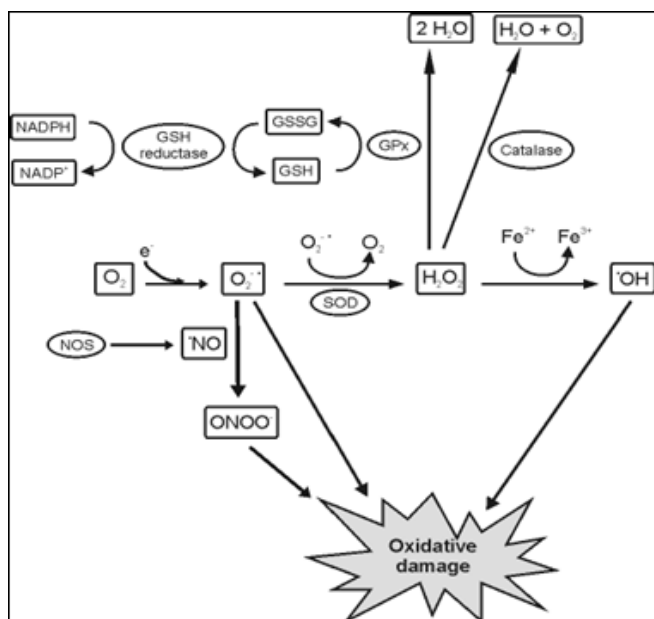 2 H₂O
H₂O + O₂
NADPH
GSH
reductase
GSSG
GPx
Catalase
NADP⁺
GSH
O₂
e⁻
O₂⁻•
O₂⁻•
O₂
SOD
H₂O₂
Fe²⁺
Fe³⁺
•OH
NOS
•NO
ONOO⁻
Oxidative
damage